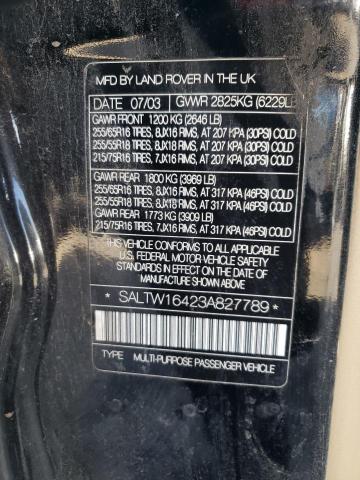 MFD BY LAND ROVER IN THE UK
DATE 07/03 GVWR 2825KG (6229L
GAWR FRONT 1200 KG (2646 LB)
255/65R16 TIRES, 8JX16 RIMS, AT 207 KPA (30PSI) COLD
255/55R18 TIRES, 8JX18 RIMS, AT 207 KPA (30PSI) COLD
215/75R16 TIRES, 7JX16 RIMS, AT 207 KPA (30PSI) COLD
GAWR REAR 1800 KG (3969 LB)
255/65R16 TIRES, 8JX16 RIMS, AT 317 KPA (46PSI) COLD
255/55R18 TIRES, 8JX18 RIMS, AT 317 KPA (46PSI) COLD
GAWR REAR 1773 KG (3909 LB)
215/75R16 TIRES, 7JX16 RIMS, AT 317 KPA (46PSI) COLD
THIS VEHICLE CONFORMS TO ALL APPLICABLE
U.S. FEDERAL MOTOR VEHICLE SAFETY
STANDARDS IN EFFECT ON THE DATE OF
MANUFACTURE SHOWN ABOVE.
* SALTW16423A827789 *
TYPE MULTI-PURPOSE PASSENGER VEHICLE